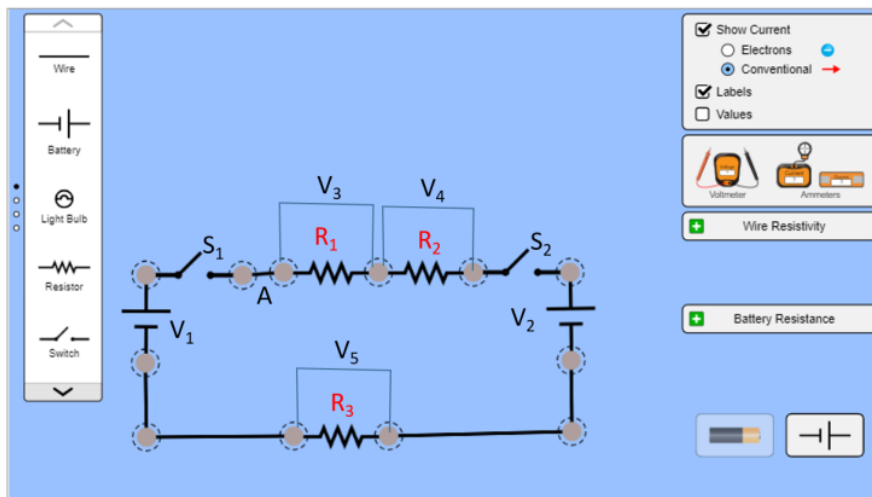 Wire
Battery
Light Bulb
Resistor
Switch
Show Current
Electrons
Conventional
Labels
Values
Voltmeter
Ammeters
Wire Resistivity
Battery Resistance
V₃
V₄
S₁
R₁
R₂
S₂
A
V₁
V₂
V₅
R₃